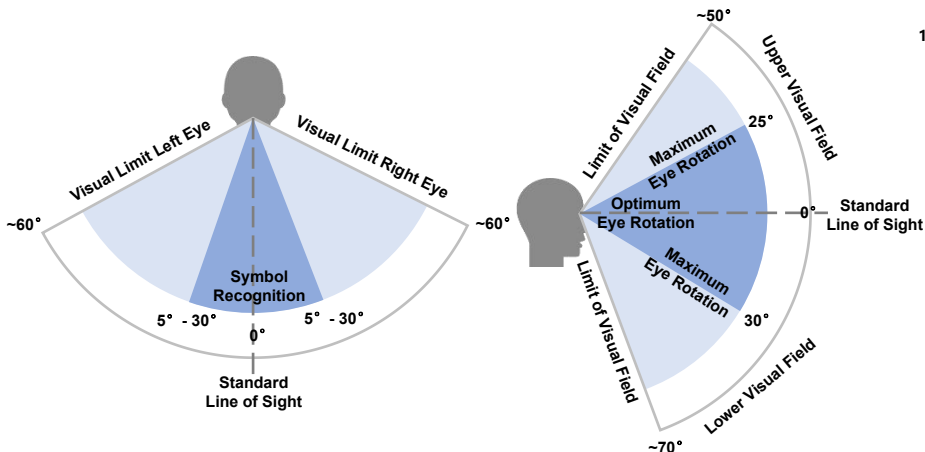 Visual Limit Left Eye
Visual Limit Right Eye
~60°
~60°
Symbol
Recognition
5° - 30°
5° - 30°
0°
Standard
Line of Sight
~50°
1
Limit of Visual Field
Upper Visual Field
25°
Maximum
Eye Rotation
Optimum
Eye Rotation
0°
Standard
Line of Sight
Maximum
Eye Rotation
30°
Limit of Visual Field
Lower Visual Field
~70°